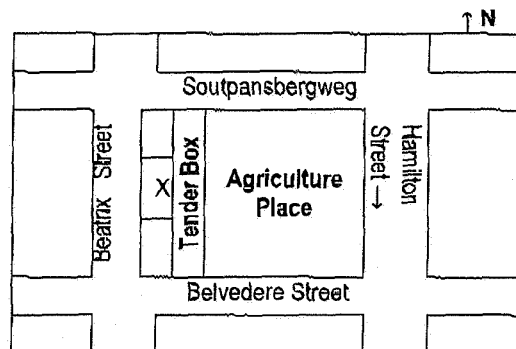 ↑ N
Soutpansbergweg
Beatrix Street
X
Tender Box
Agriculture
Place
Hamilton
Street →
Belvedere Street